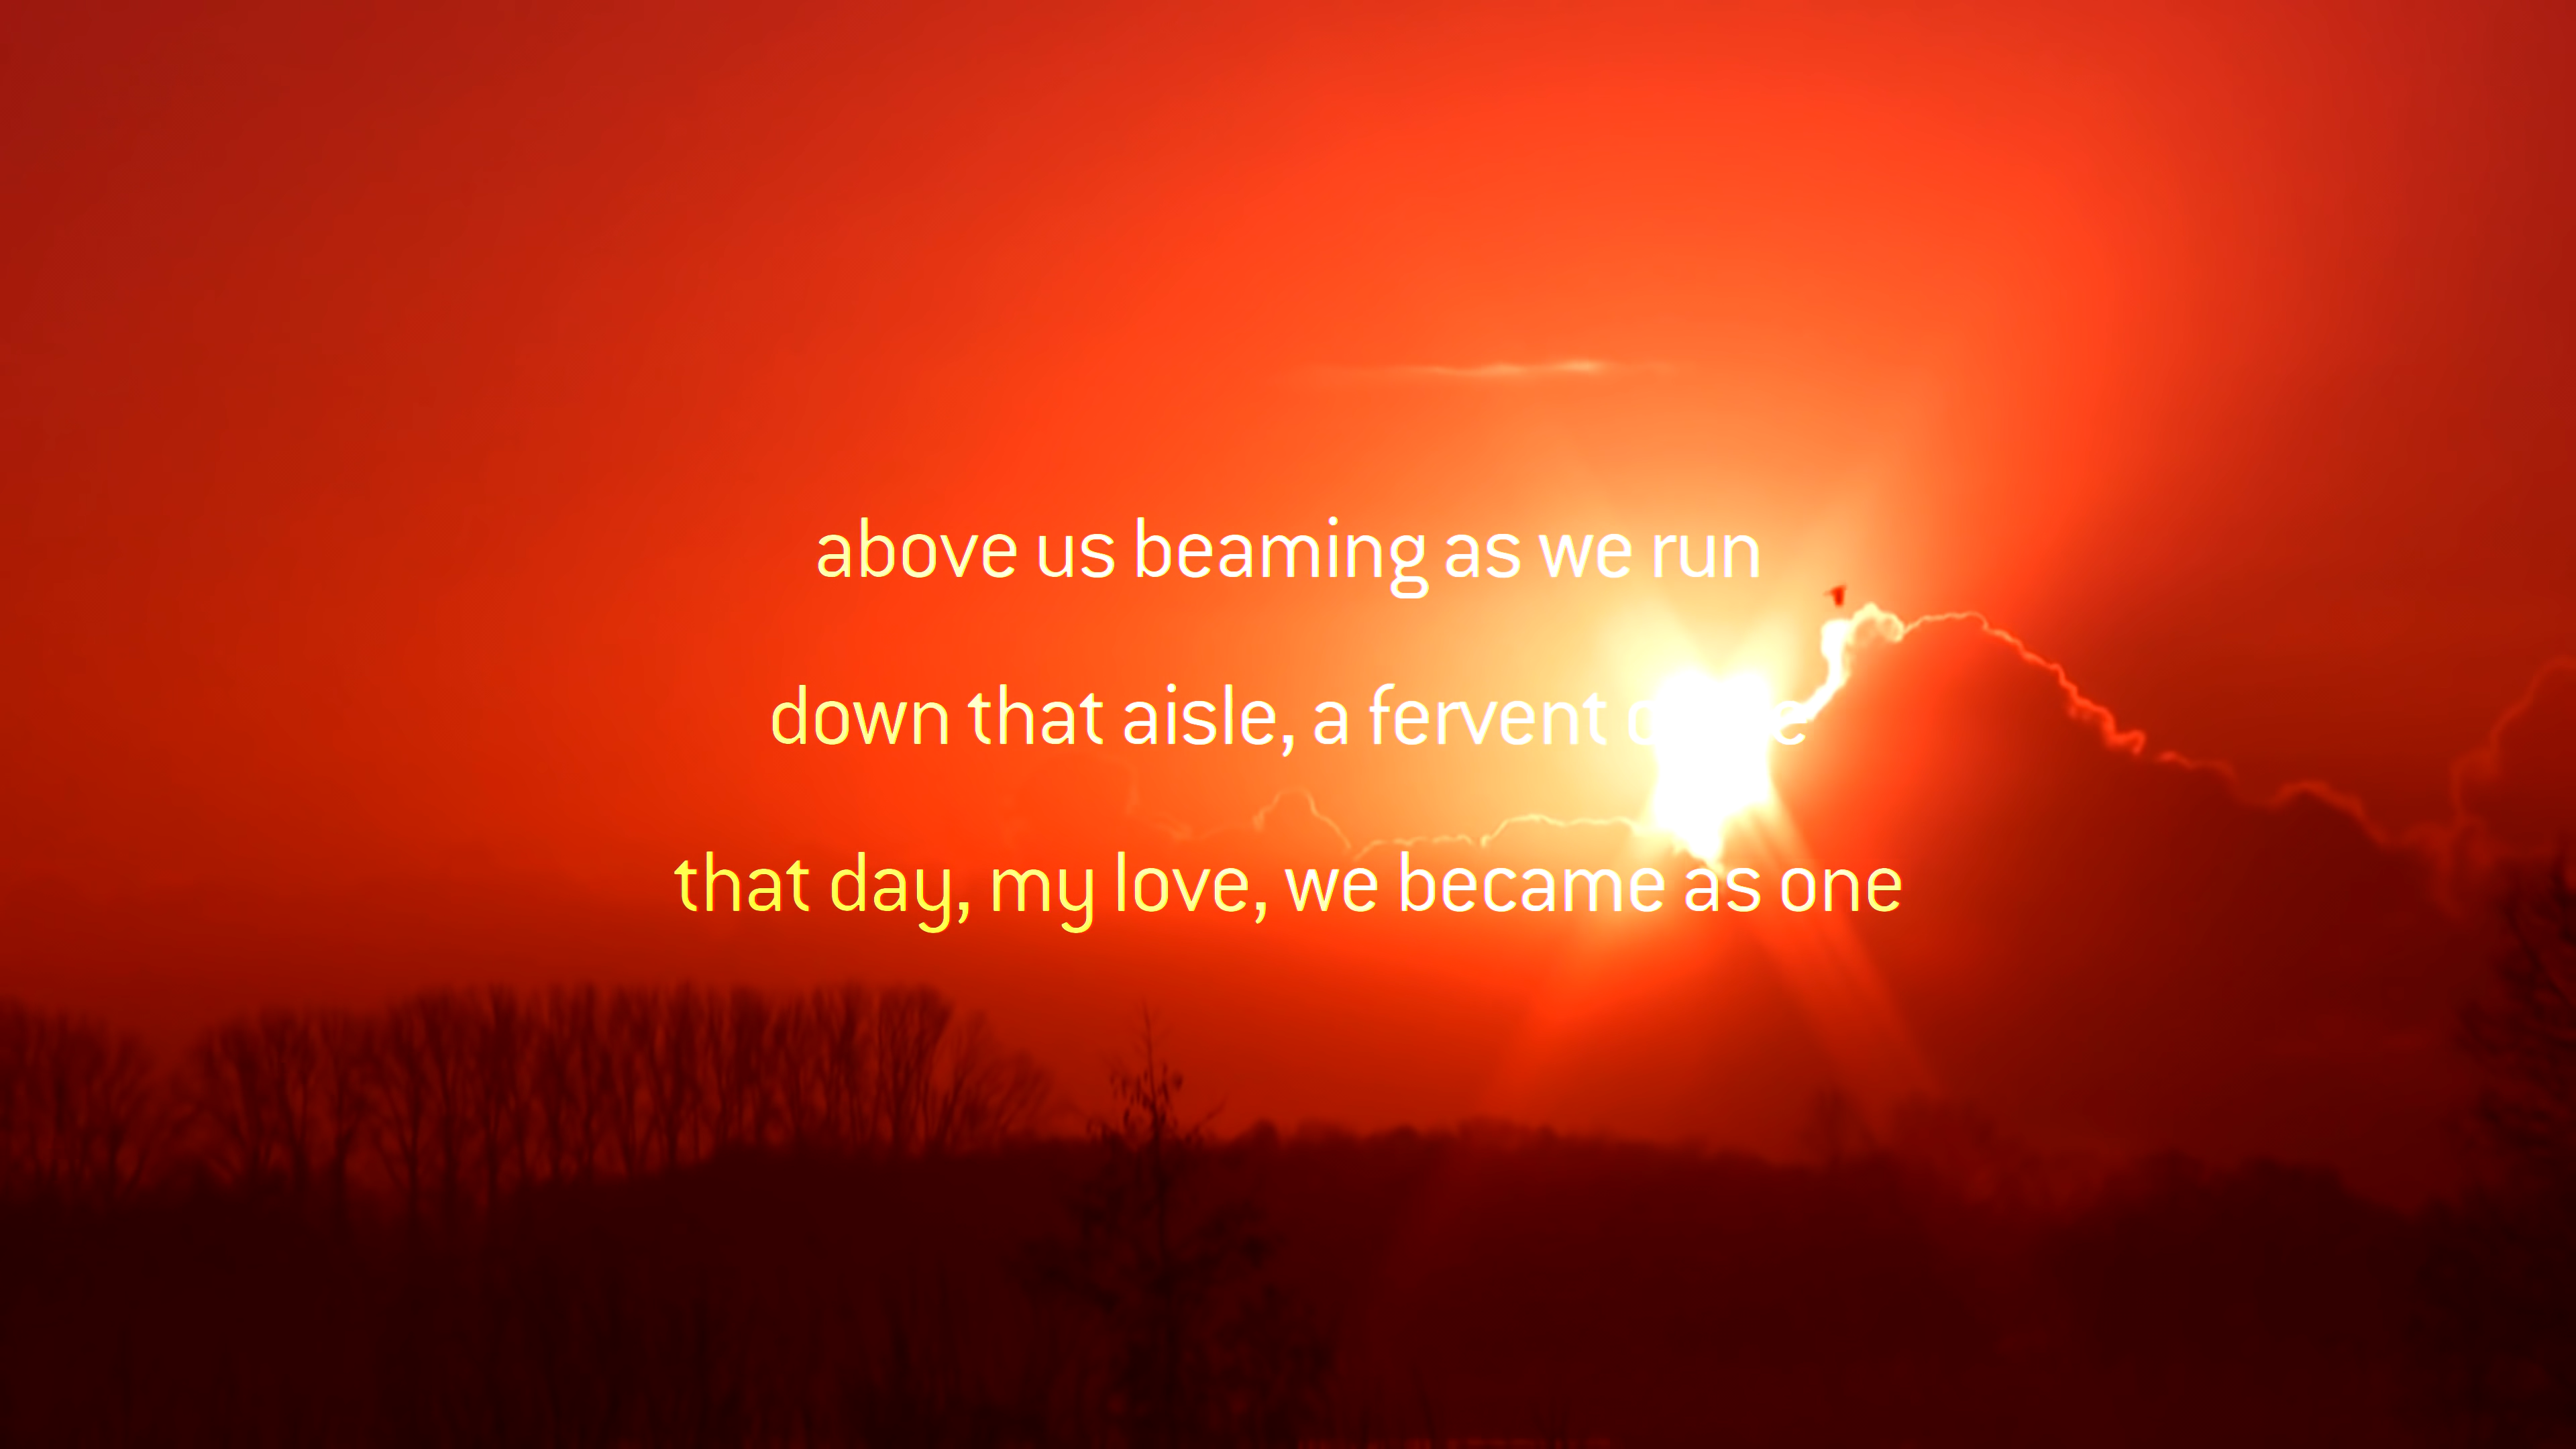 above us beaming as we run
down that aisle, a fervent
that day, my love, we became as one